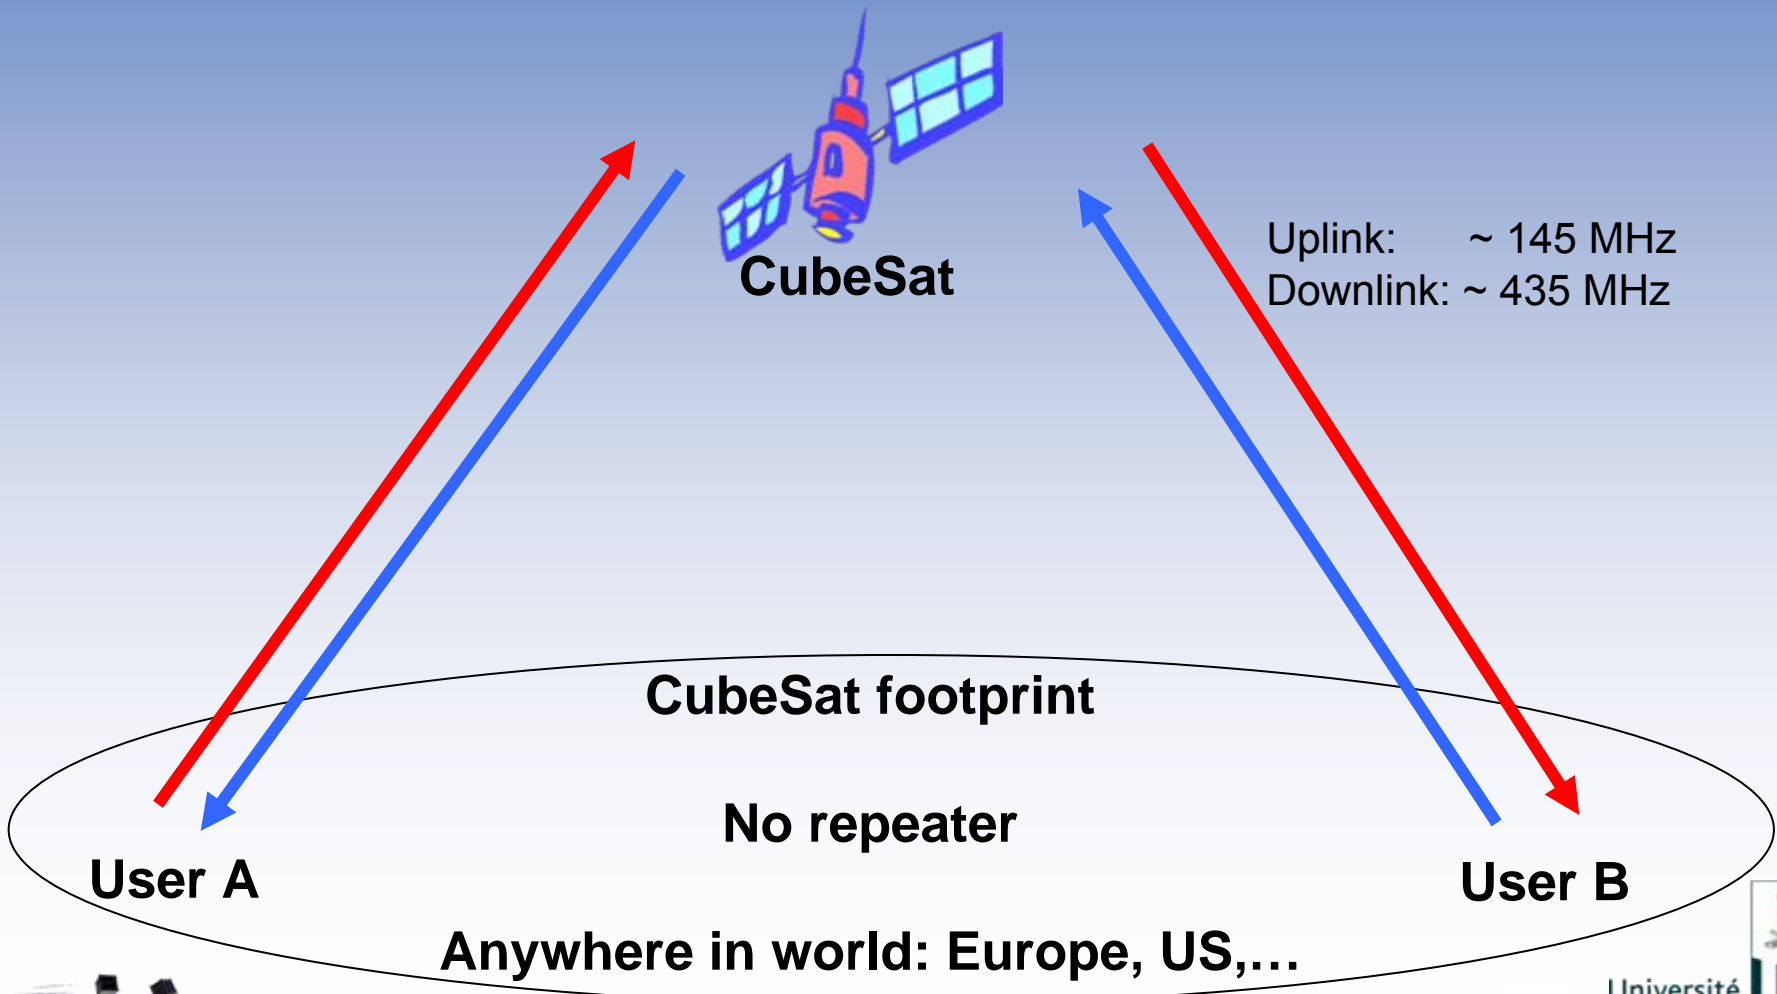 Uplink: ~ 145 MHz
Downlink: ~ 435 MHz
CubeSat
CubeSat footprint
No repeater
User A
User B
Anywhere in world: Europe, US,…
Université